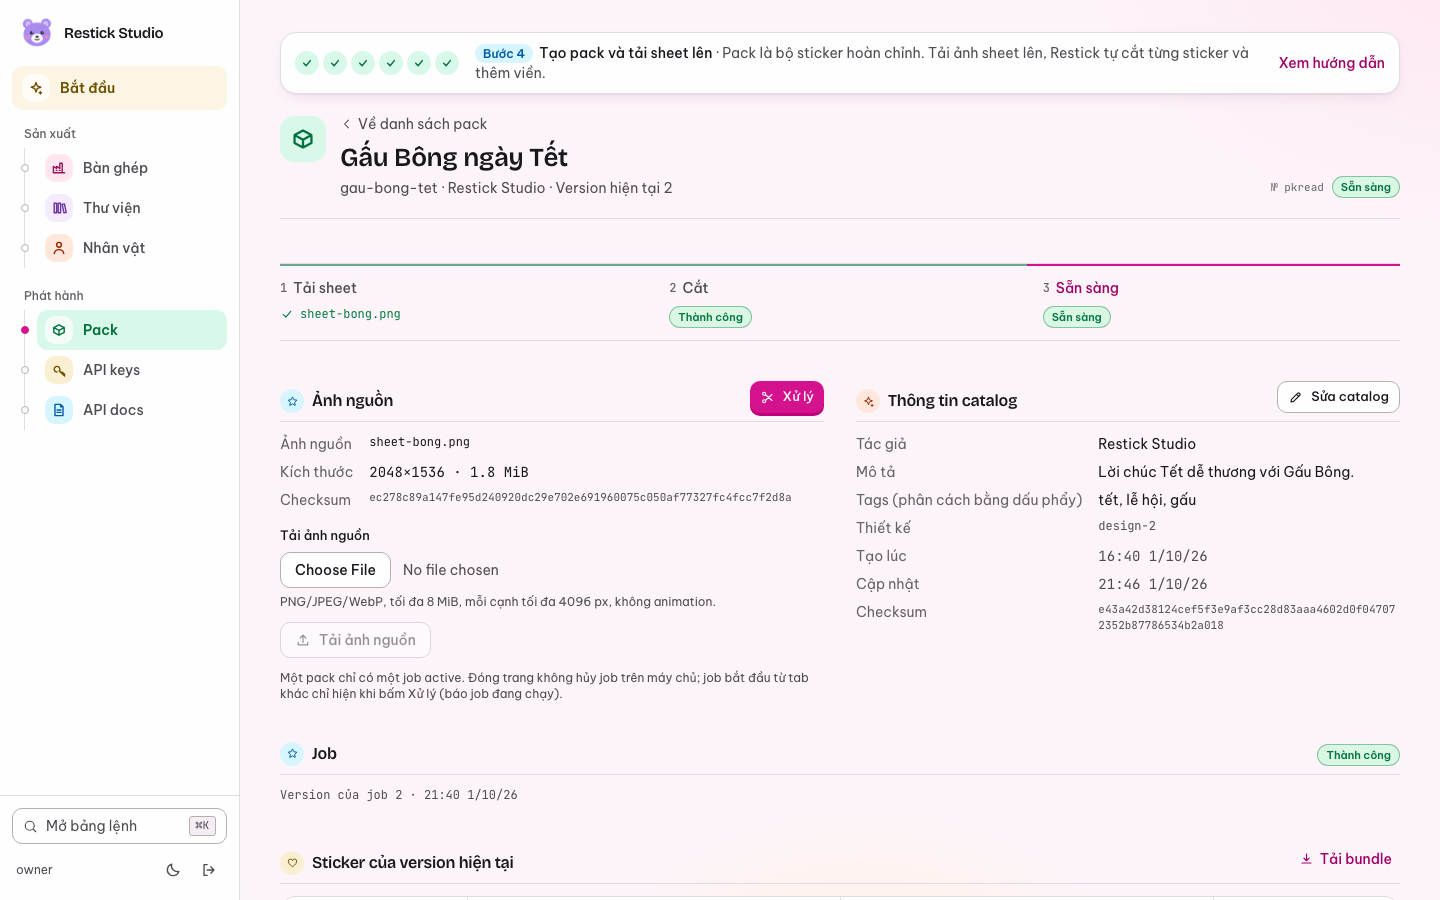 Restick Studio
Bắt đầu
Sản xuất
Bàn ghép
Thư viện
Nhân vật
Phát hành
Pack
API keys
API docs
Mở bảng lệnh ⌘K
owner
Bước 4 Tạo pack và tải sheet lên · Pack là bộ sticker hoàn chỉnh. Tải ảnh sheet lên, Restick tự cắt từng sticker và
thêm viền.
Xem hướng dẫn
Về danh sách pack
Gấu Bông ngày Tết
gau-bong-tet · Restick Studio · Version hiện tại 2
№ pkread Sẵn sàng
1 Tải sheet
sheet-bong.png
2 Cắt
Thành công
3 Sẵn sàng
Sẵn sàng
Ảnh nguồn
Xử lý
Ảnh nguồn sheet-bong.png
Kích thước 2048×1536 · 1.8 MiB
Checksum ec278c89a147fe95d240920dc29e702e691960075c050af77327fc4fcc7f2d8a
Tải ảnh nguồn
Choose File No file chosen
PNG/JPEG/WebP, tối đa 8 MiB, mỗi cạnh tối đa 4096 px, không animation.
Tải ảnh nguồn
Một pack chỉ có một job active. Đóng trang không hủy job trên máy chủ; job bắt đầu từ tab
khác chỉ hiện khi bấm Xử lý (báo job đang chạy).
Thông tin catalog
Sửa catalog
Tác giả Restick Studio
Mô tả Lời chúc Tết dễ thương với Gấu Bông.
Tags (phân cách bằng dấu phẩy) tết, lễ hội, gấu
Thiết kế design-2
Tạo lúc 16:40 1/10/26
Cập nhật 21:46 1/10/26
Checksum e43a42d38124cef5f3e9af3cc28d83aaa4602d0f04707
2352b87786534b2a018
Job
Thành công
Version của job 2 · 21:40 1/10/26
Sticker của version hiện tại
Tải bundle